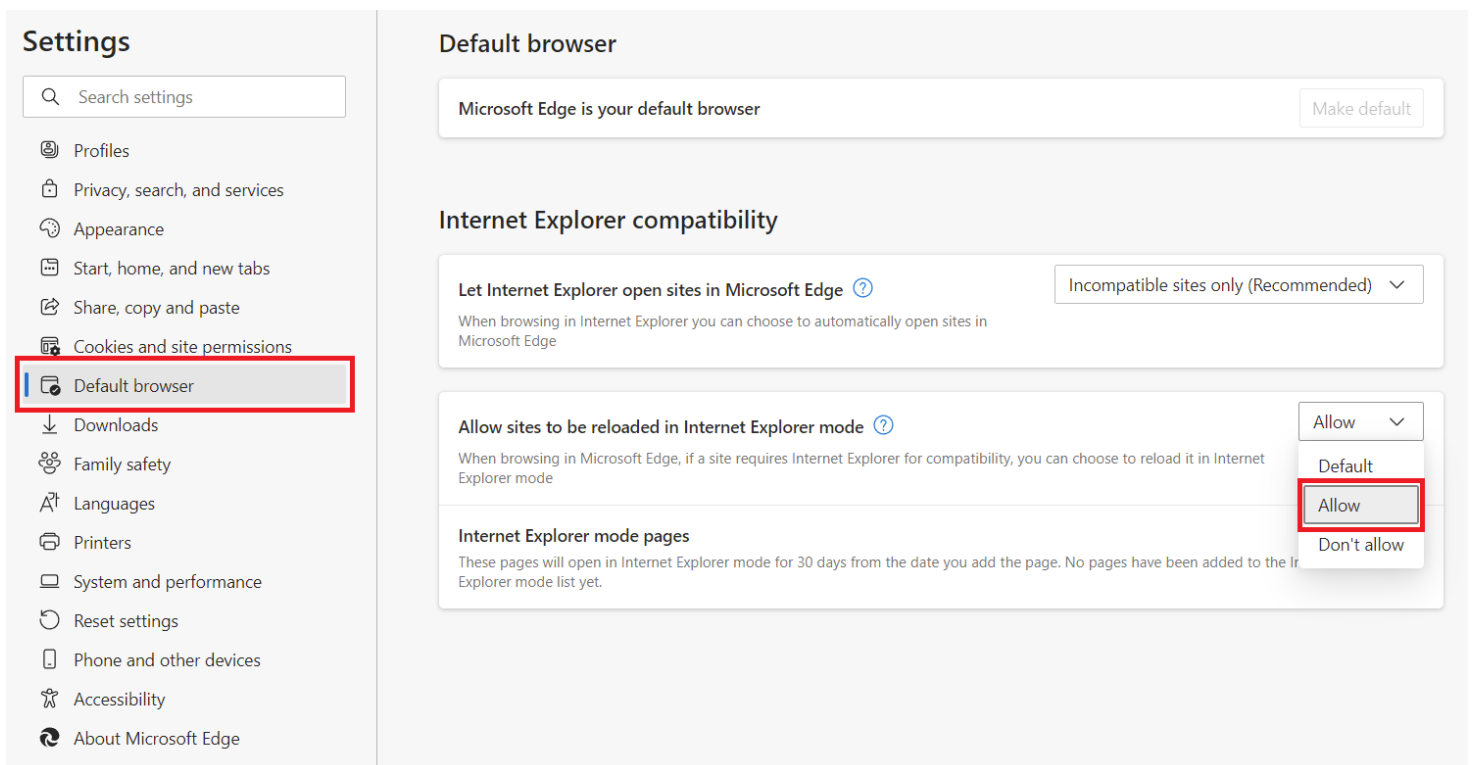 Settings
Search settings
Profiles
Privacy, search, and services
Appearance
Start, home, and new tabs
Share, copy and paste
Cookies and site permissions
Default browser
Downloads
Family safety
Languages
Printers
System and performance
Reset settings
Phone and other devices
Accessibility
About Microsoft Edge
Default browser
Microsoft Edge is your default browser
Make default
Internet Explorer compatibility
Let Internet Explorer open sites in Microsoft Edge
Incompatible sites only (Recommended)
When browsing in Internet Explorer you can choose to automatically open sites in
Microsoft Edge
Allow sites to be reloaded in Internet Explorer mode
Allow
When browsing in Microsoft Edge, if a site requires Internet Explorer for compatibility, you can choose to reload it in Internet
Explorer mode
Default
Allow
Don't allow
Internet Explorer mode pages
These pages will open in Internet Explorer mode for 30 days from the date you add the page. No pages have been added to the
Explorer mode list yet.